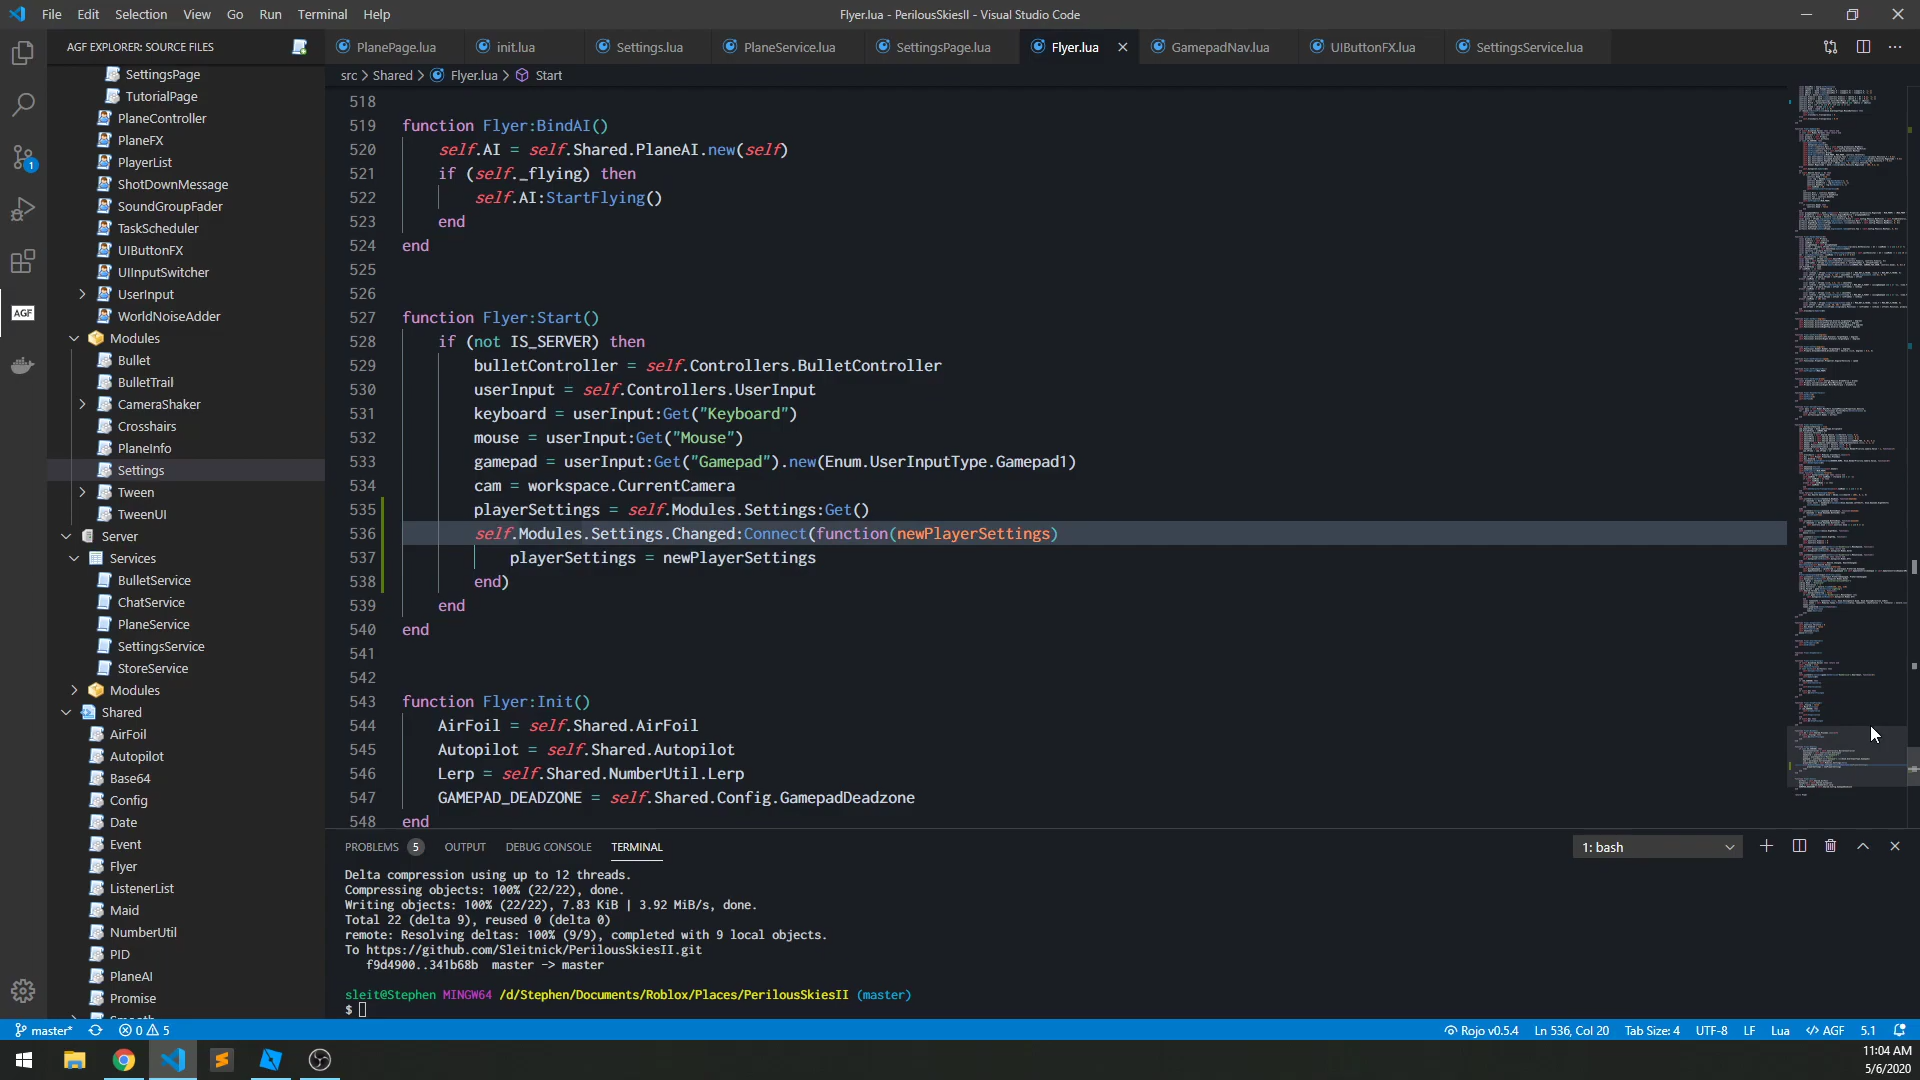 File Edit Selection View Go Run Terminal Help
Flyer.lua - PerilousSkiesII - Visual Studio Code
AGF EXPLORER: SOURCE FILES
PlanePage.lua init.lua Settings.lua PlaneService.lua SettingsPage.lua Flyer.lua GamepadNav.lua UIButtonFX.lua SettingsService.lua
src > Shared > Flyer.lua > Start
SettingsPage
TutorialPage
PlaneController
PlaneFX
PlayerList
ShotDownMessage
SoundGroupFader
TaskScheduler
UIButtonFX
UIInputSwitcher
UserInput
WorldNoiseAdder
Modules
Bullet
BulletTrail
CameraShaker
Crosshairs
PlaneInfo
Settings
Tween
TweenUI
Server
Services
BulletService
ChatService
PlaneService
SettingsService
StoreService
Modules
Shared
AirFoil
Autopilot
Base64
Config
Date
Event
Flyer
ListenerList
Maid
NumberUtil
PID
PlaneAI
Promise
1
AGF
518
519 function Flyer:BindAI()
520 self.AI = self.Shared.PlaneAI.new(self)
521 if (self._flying) then
522 self.AI:StartFlying()
523 end
524 end
525
526
527 function Flyer:Start()
528 if (not IS_SERVER) then
529 bulletController = self.Controllers.BulletController
530 userInput = self.Controllers.UserInput
531 keyboard = userInput:Get("Keyboard")
532 mouse = userInput:Get("Mouse")
533 gamepad = userInput:Get("Gamepad").new(Enum.UserInputType.Gamepad1)
534 cam = workspace.CurrentCamera
535 playerSettings = self.Modules.Settings:Get()
536 self.Modules.Settings.Changed:Connect(function(newPlayerSettings)
537 playerSettings = newPlayerSettings
538 end)
539 end
540 end
541
542
543 function Flyer:Init()
544 AirFoil = self.Shared.AirFoil
545 Autopilot = self.Shared.Autopilot
546 Lerp = self.Shared.NumberUtil.Lerp
547 GAMEPAD_DEADZONE = self.Shared.Config.GamepadDeadzone
548 end
PROBLEMS 5 OUTPUT DEBUG CONSOLE TERMINAL 1: bash
Delta compression using up to 12 threads.
Compressing objects: 100% (22/22), done.
Writing objects: 100% (22/22), 7.83 KiB | 3.92 MiB/s, done.
Total 22 (delta 9), reused 0 (delta 0)
remote: Resolving deltas: 100% (9/9), completed with 9 local objects.
To https://github.com/Sleitnick/PerilousSkiesII.git
f9d4900..341b68b master -> master
sleit@Stephen MINGW64 /d/Stephen/Documents/Roblox/Places/PerilousSkiesII (master)
$
master* 0 5 Rojo v0.5.4 Ln 536, Col 20 Tab Size: 4 UTF-8 LF Lua AGF 5.1
11:04 AM
5/6/2020